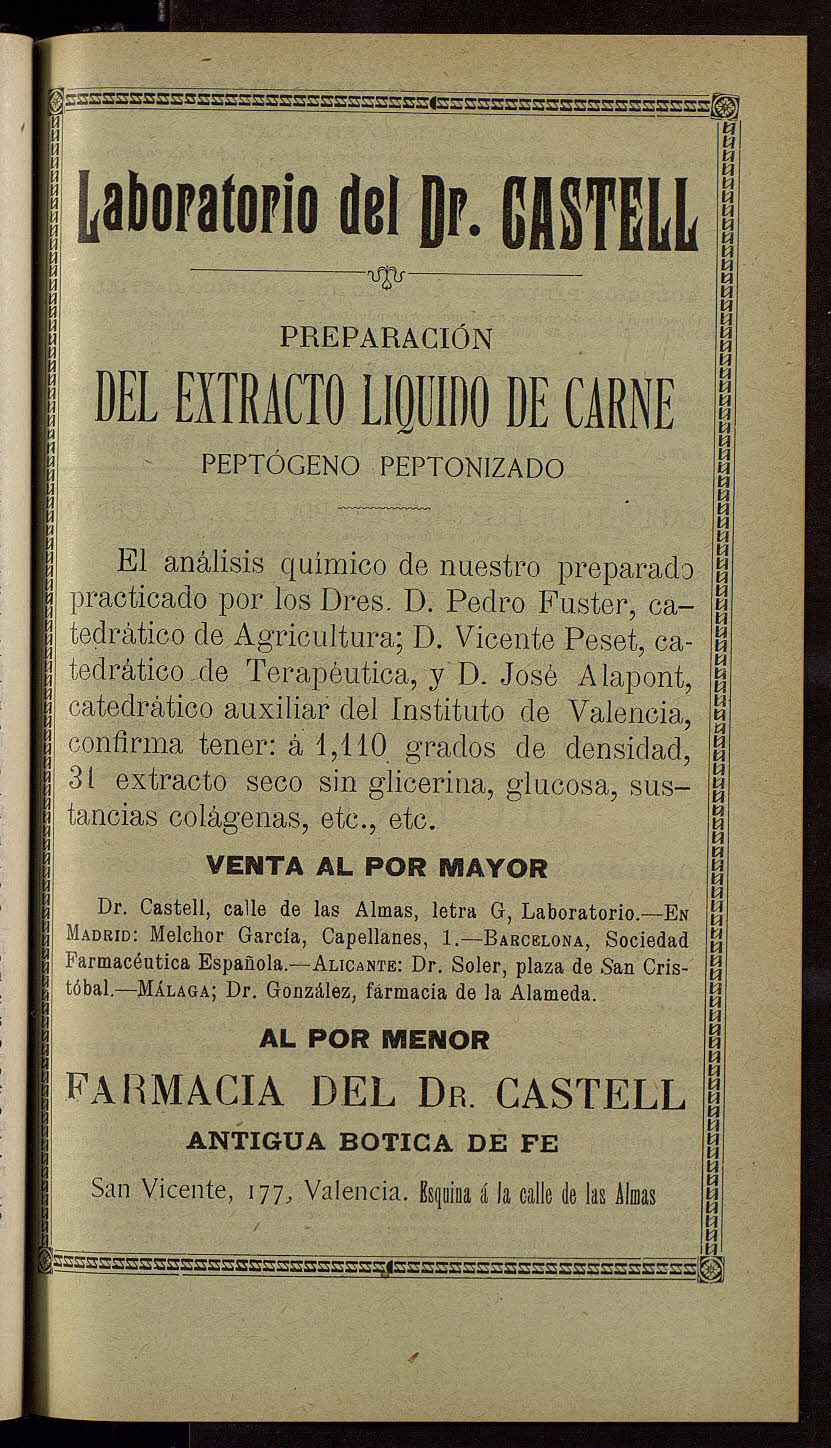 Laboratorio del Dr. CASTELL
PREPARACIÓN
DEL EXTRACTO LIQUIDO DE CARNE
PEPTÓGENO PEPTONIZADO
El análisis químico de nuestro preparado
practicado por los Dres. D. Pedro Fuster, ca-
tedrático de Agricultura; D. Vicente Peset, ca-
tedrático de Terapéutica, y D. José Alapont,
catedrático auxiliar del Instituto de Valencia,
confirma tener: á 1,110 grados de densidad,
31 extracto seco sin glicerina, glucosa, sus-
tancias colágenas, etc., etc.
VENTA AL POR MAYOR
Dr. Castell, calle de las Almas, letra G, Laboratorio.—EN
MADRID: Melchor García, Capellanes, 1.—BARCELONA, Sociedad
Farmacéutica Española.—ALICANTE: Dr. Soler, plaza de San Cris-
tóbal.—MÁLAGA; Dr. González, farmacia de la Alameda.
AL POR MENOR
FARMACIA DEL DR. CASTELL
ANTIGUA BOTICA DE FE
San Vicente, 177, Valencia. Esquina á la calle de las Almas